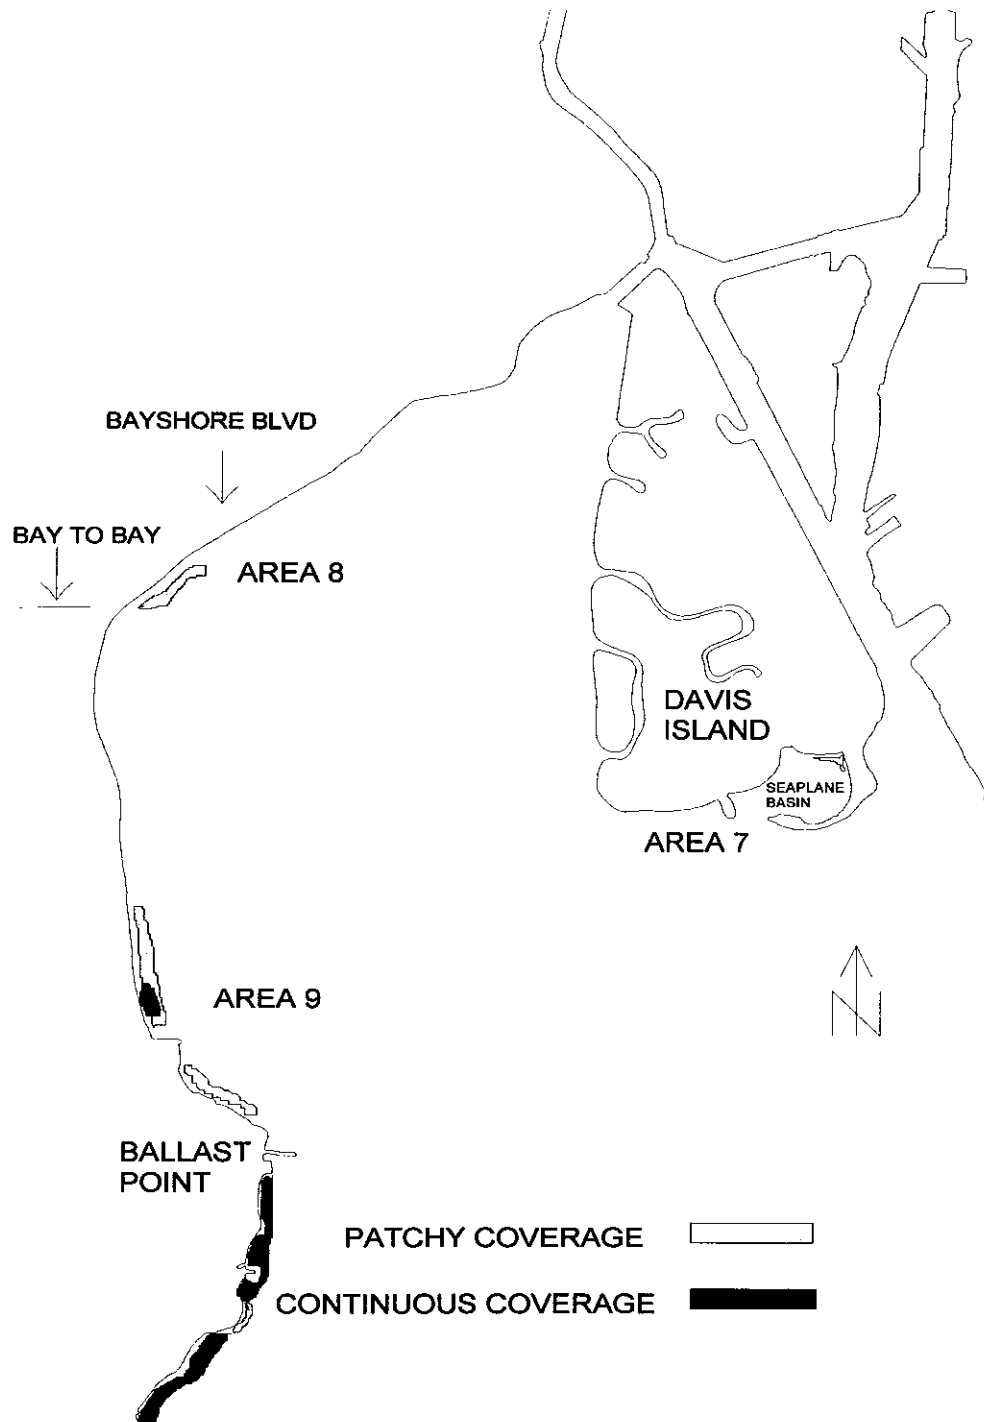 BAYSHORE BLVD
BAY TO BAY
AREA 8
DAVIS
ISLAND
SEAPLANE
BASIN
AREA 7
AREA 9
N
BALLAST
POINT
PATCHY COVERAGE
CONTINUOUS COVERAGE